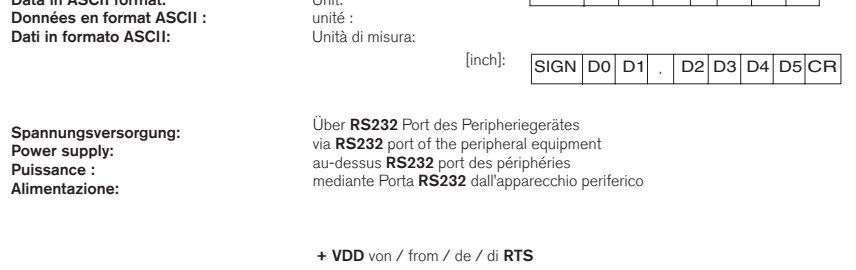 Data in ASCII format:
Unit:
Données en format ASCII :
unité :
Dati in formato ASCII:
Unità di misura:
[inch]:
SIGN D0 D1 . D2 D3 D4 D5 CR
Spannungsversorgung:
Über RS232 Port des Peripheriegerätes
Power supply:
via RS232 port of the peripheral equipment
Puissance :
au-dessus RS232 port des périphéries
Alimentazione:
mediante Porta RS232 dall'apparecchio periferico
+ VDD von / from / de / di RTS